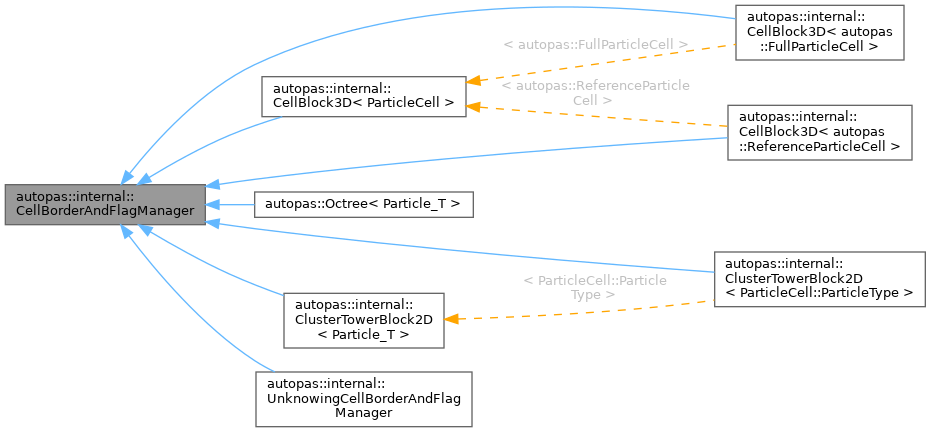 autopas::internal::
CellBlock3D< autopas
::FullParticleCell >
< autopas::FullParticleCell >
autopas::internal::
CellBlock3D< ParticleCell >
< autopas::ReferenceParticle
Cell >
autopas::internal::
CellBlock3D< autopas
::ReferenceParticleCell >
autopas::internal::
CellBorderAndFlagManager
autopas::Octree< Particle_T >
autopas::internal::
ClusterTowerBlock2D
< ParticleCell::ParticleType >
< ParticleCell::Particle
Type >
autopas::internal::
ClusterTowerBlock2D
< Particle_T >
autopas::internal::
UnknowingCellBorderAndFlag
Manager